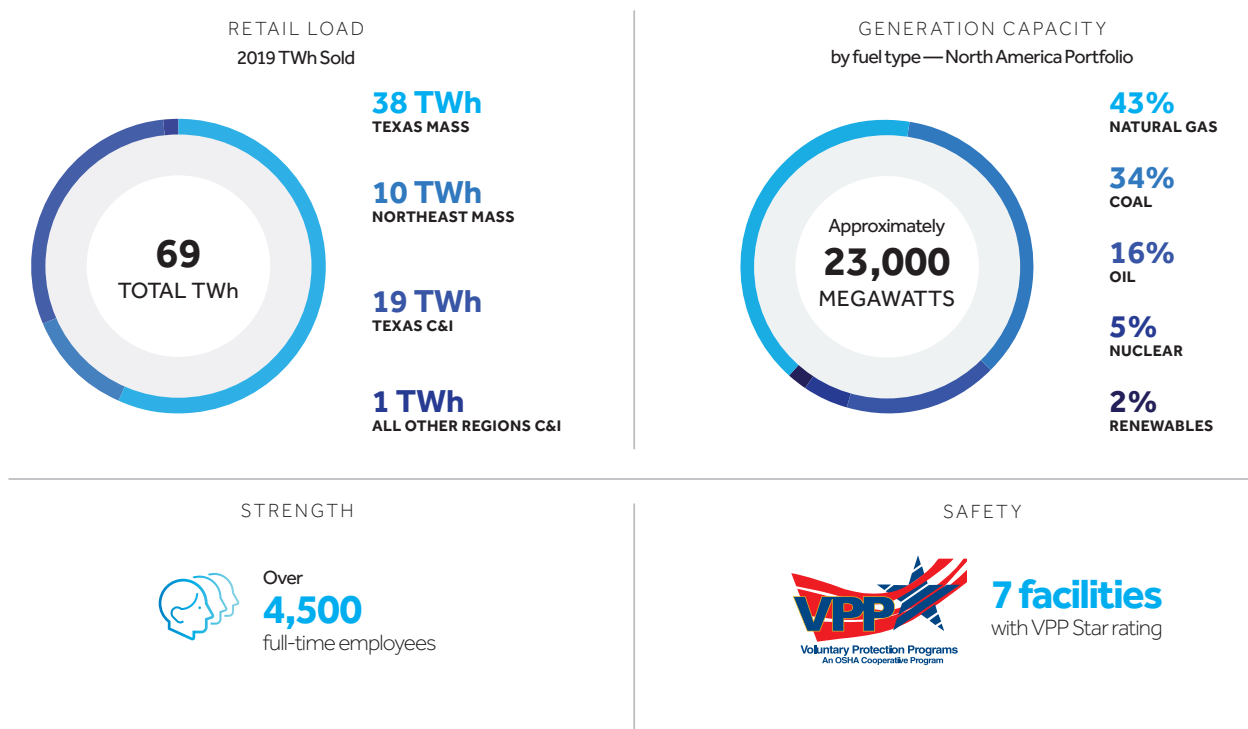 RETAIL LOAD
2019 TWh Sold
69
TOTAL TWh
38 TWh
TEXAS MASS
10 TWh
NORTHEAST MASS
19 TWh
TEXAS C&I
1 TWh
ALL OTHER REGIONS C&I
GENERATION CAPACITY
by fuel type — North America Portfolio
Approximately
23,000
MEGAWATTS
43%
NATURAL GAS
34%
COAL
16%
OIL
5%
NUCLEAR
2%
RENEWABLES
STRENGTH
Over
4,500
full-time employees
SAFETY
VPP
Voluntary Protection Programs
An OSHA Cooperative Program
7 facilities
with VPP Star rating